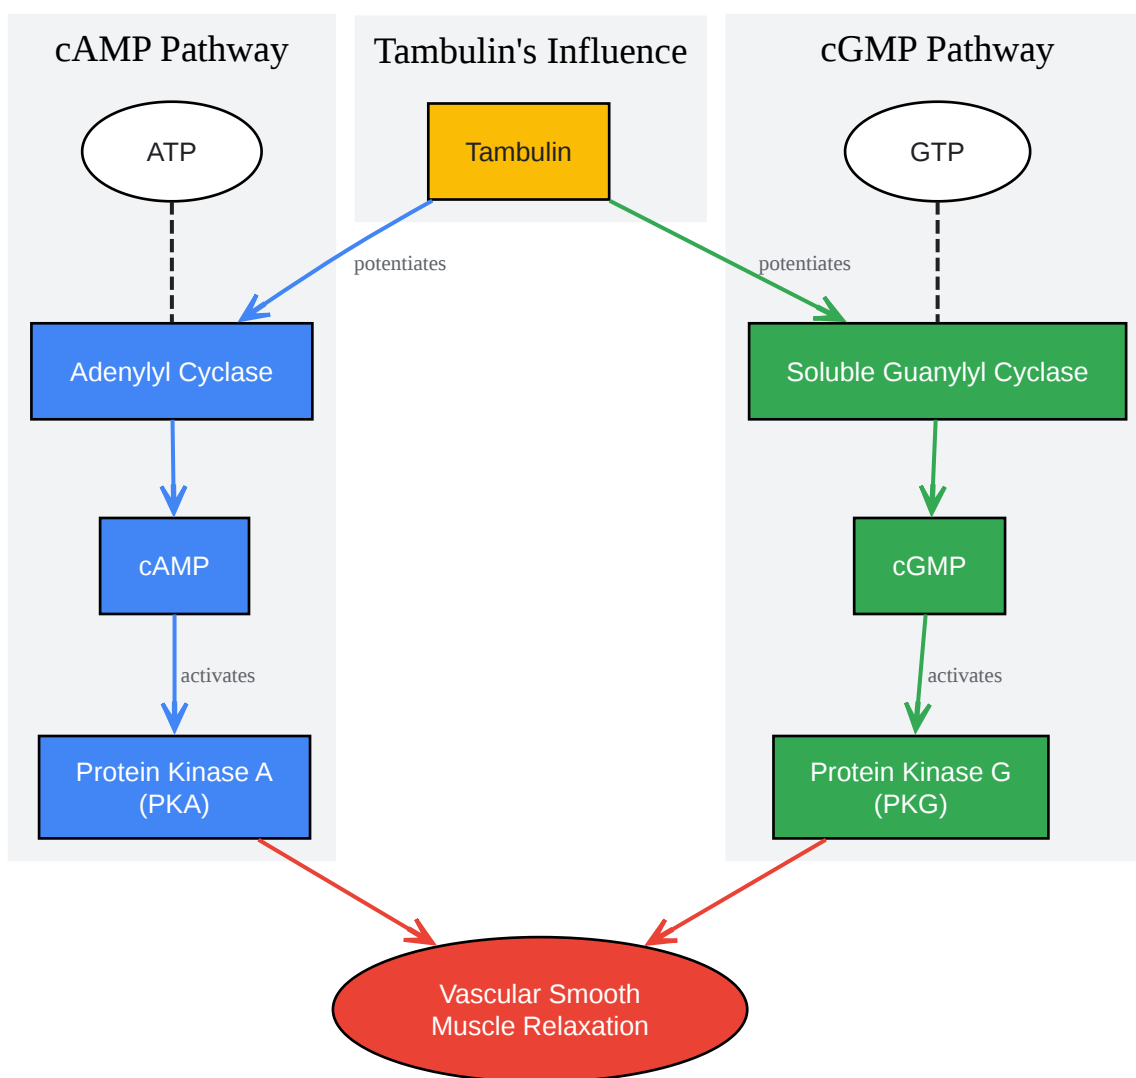 cAMP Pathway
Tambulin's Influence
cGMP Pathway
ATP
Tambulin
GTP
potentiates
potentiates
Adenylyl Cyclase
Soluble Guanylyl Cyclase
cAMP
cGMP
activates
activates
Protein Kinase A
(PKA)
Protein Kinase G
(PKG)
Vascular Smooth
Muscle Relaxation